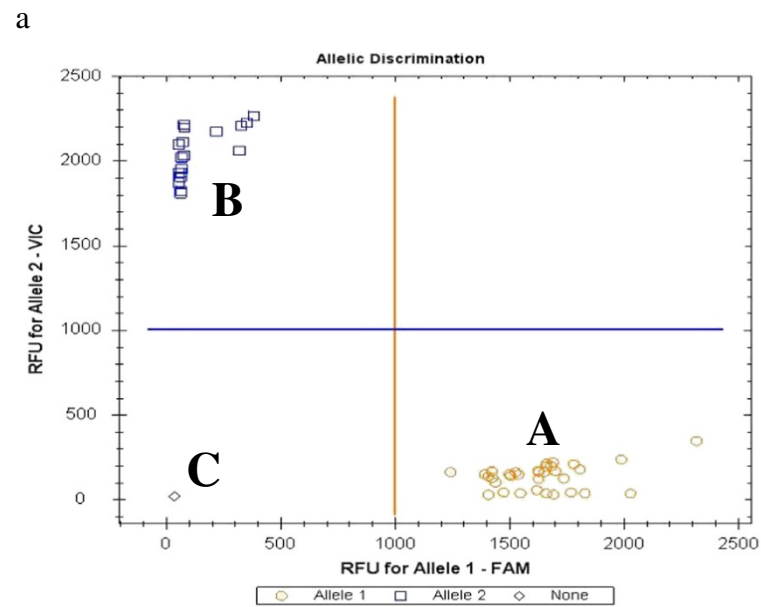 a
Allelic Discrimination
2500
2000
1500
1000
500
0
RFU for Allele 2 - VIC
B
A
C
0 500 1000 1500 2000 2500
RFU for Allele 1 - FAM
Allele 1 Allele 2 None